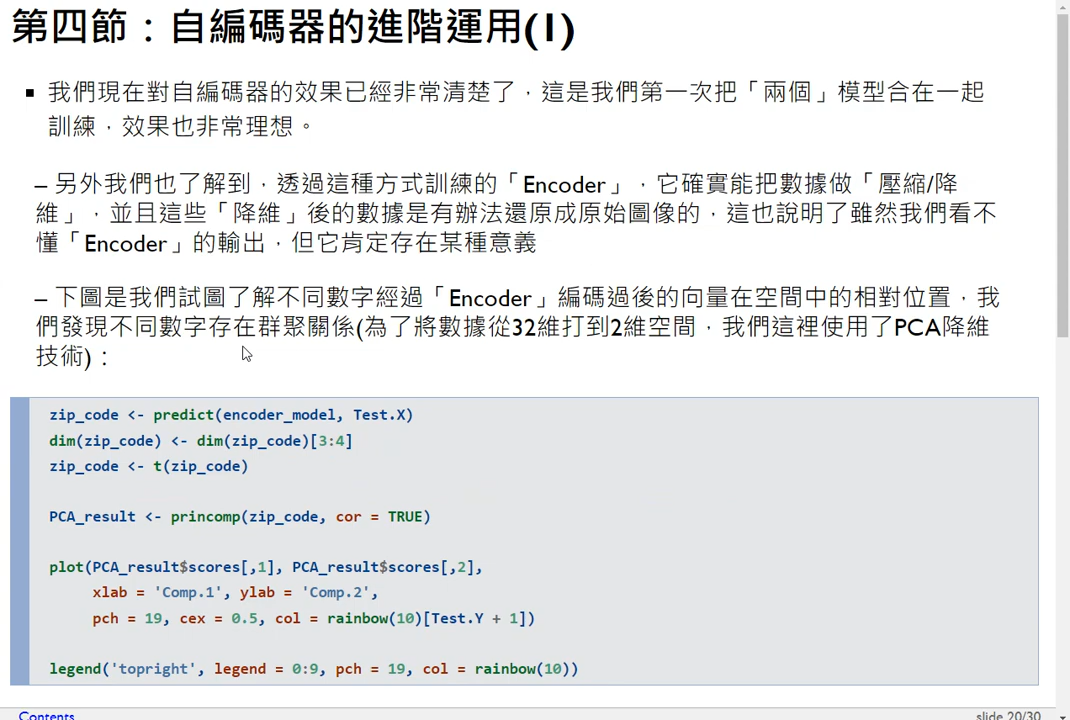 第四節：自編碼器的進階運用(1)
▪ 我們現在對自編碼器的效果已經非常清楚了，這是我們第一次把「兩個」模型合在一起
訓練，效果也非常理想。
– 另外我們也了解到，透過這種方式訓練的「Encoder」，它確實能把數據做「壓縮/降
維」，並且這些「降維」後的數據是有辦法還原成原始圖像的，這也說明了雖然我們看不
懂「Encoder」的輸出，但它肯定存在某種意義
– 下圖是我們試圖了解不同數字經過「Encoder」編碼過後的向量在空間中的相對位置，我
們發現不同數字存在群聚關係(為了將數據從32維打到2維空間，我們這裡使用了PCA降維
技術)：
zip_code <- predict(encoder_model, Test.X)
dim(zip_code) <- dim(zip_code)[3:4]
zip_code <- t(zip_code)
PCA_result <- princomp(zip_code, cor = TRUE)
plot(PCA_result$scores[,1], PCA_result$scores[,2],
xlab = 'Comp.1', ylab = 'Comp.2',
pch = 19, cex = 0.5, col = rainbow(10)[Test.Y + 1])
legend('topright', legend = 0:9, pch = 19, col = rainbow(10))
Contents
slide 20/30